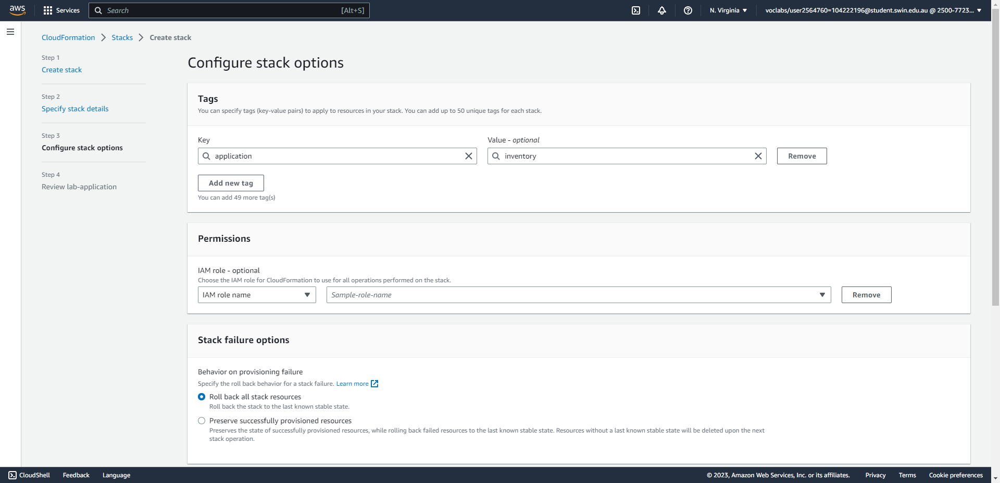 aws
Services
Search
[Alt+S]
N. Virginia
voclabs/user2564760=104222196@student.swin.edu.au @ 2500-7723...
CloudFormation
Stacks
Create stack
Step 1
Create stack
Step 2
Specify stack details
Step 3
Configure stack options
Step 4
Review lab-application
Configure stack options
Tags
You can specify tags (key-value pairs) to apply to resources in your stack. You can add up to 50 unique tags for each stack.
Key
Value - optional
application
inventory
Remove
Add new tag
You can add 49 more tag(s)
Permissions
IAM role - optional
Choose the IAM role for CloudFormation to use for all operations performed on the stack.
IAM role name
Sample-role-name
Remove
Stack failure options
Behavior on provisioning failure
Specify the roll back behavior for a stack failure. Learn more
Roll back all stack resources
Roll back the stack to the last known stable state.
Preserve successfully provisioned resources
Preserves the state of successfully provisioned resources, while rolling back failed resources to the last known stable state. Resources without a last known stable state will be deleted upon the next
stack operation.
CloudShell
Feedback
Language
© 2023, Amazon Web Services, Inc. or its affiliates.
Privacy
Terms
Cookie preferences